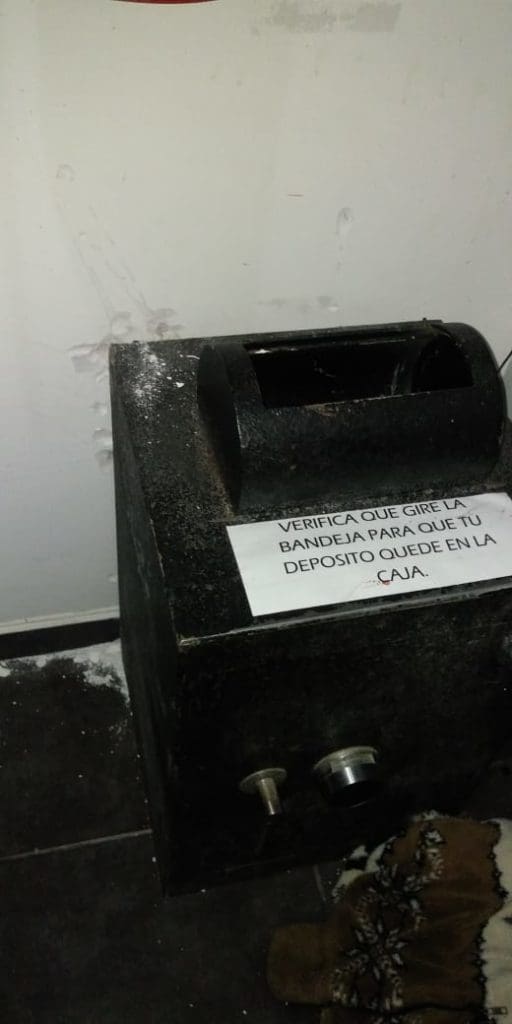 VERIFICA QUE GIRE LA
BANDEJA PARA QUE TU
DEPOSITO QUEDE EN LA
CAJA.